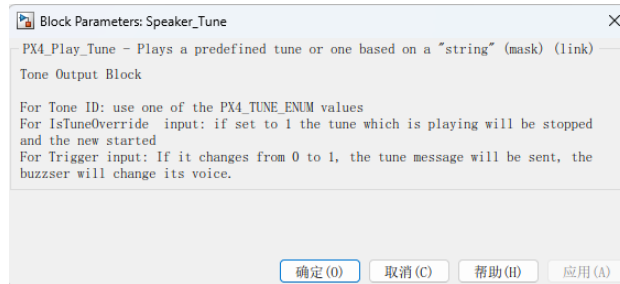 Block Parameters: Speaker_Tune
PX4_Play_Tune - Plays a predefined tune or one based on a "string" (mask) (link)
Tone Output Block
For Tone ID: use one of the PX4_TUNE_ENUM values
For IsTuneOverride input: if set to 1 the tune which is playing will be stopped
and the new started
For Trigger input: If it changes from 0 to 1, the tune message will be sent, the
buzzser will change its voice.
确定(O) 取消(C) 帮助(H) 应用(A)